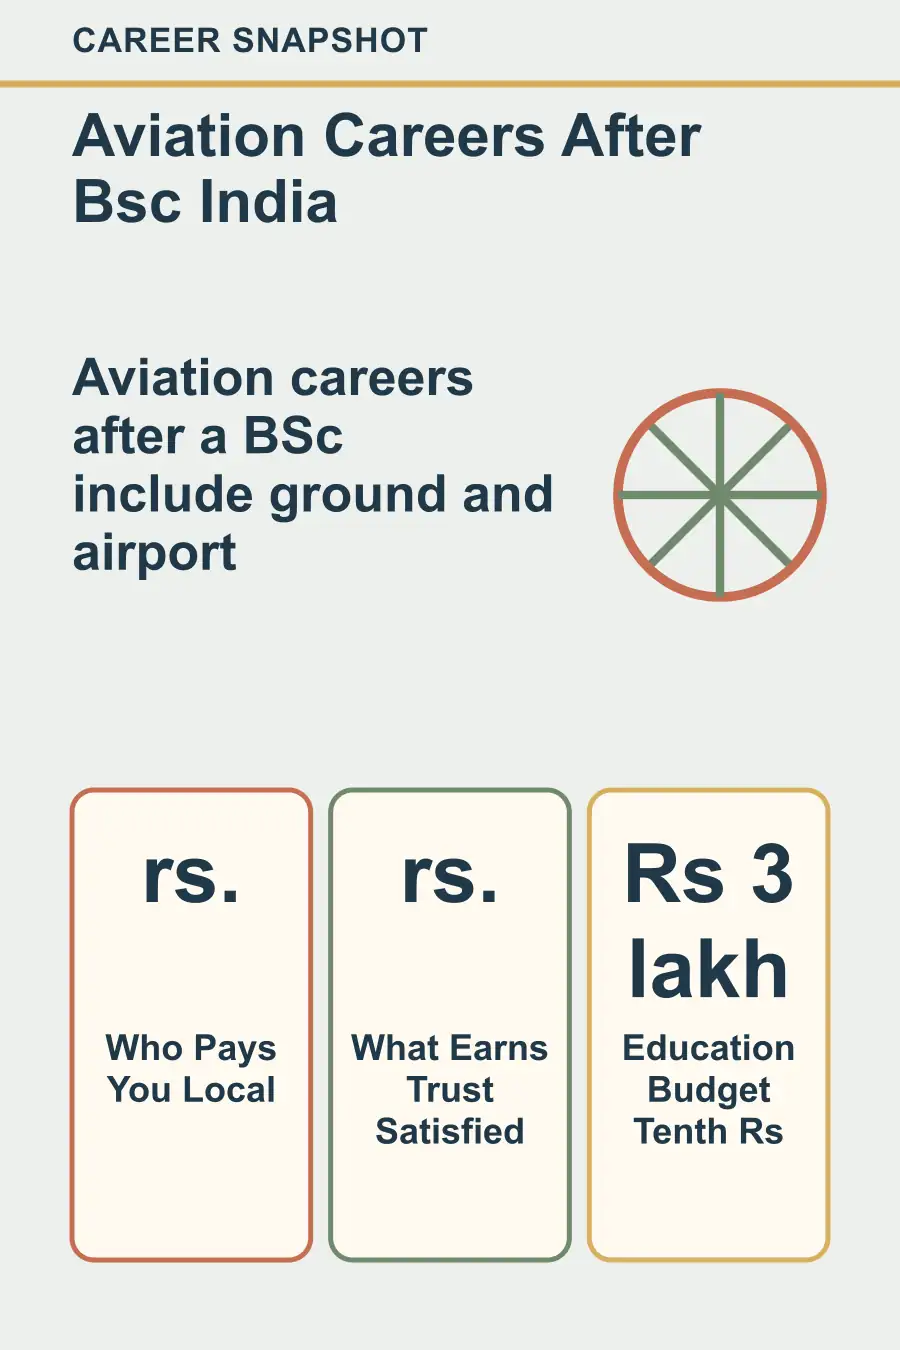 CAREER SNAPSHOT
Aviation Careers After
Bsc India
Aviation careers
after a BSc
include ground and
airport
rs.
Who Pays
You Local
rs.
What Earns
Trust
Satisfied
Rs 3
lakh
Education
Budget
Tenth Rs